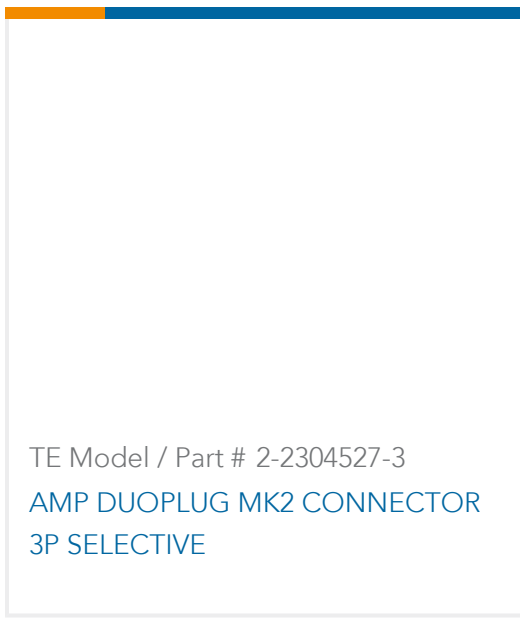 TE Model / Part # 2-2304527-3
AMP DUOPLUG MK2 CONNECTOR
3P SELECTIVE